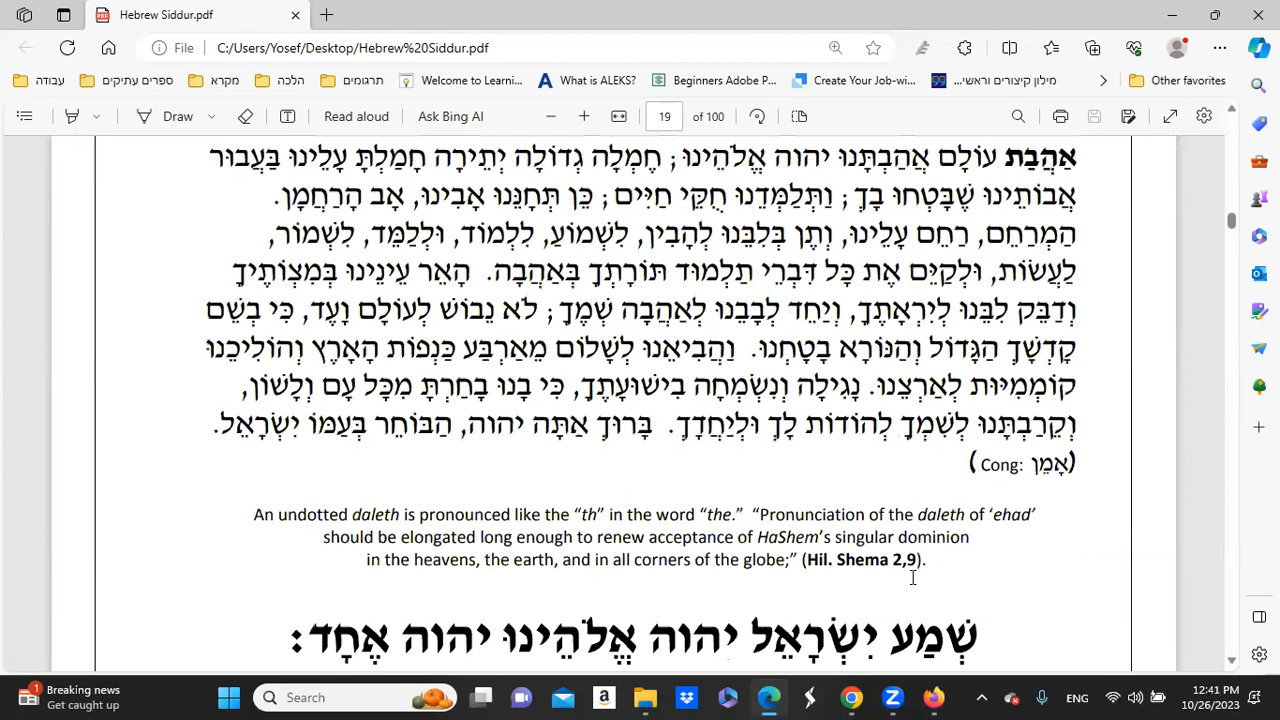 Hebrew Siddur.pdf
File C:/Users/Yosef/Desktop/Hebrew%20Siddur.pdf
עבודה ספרים עתיקים מקרא הלכה תרגומים Welcome to Learni... What is ALEKS? Beginners Adobe P... Create Your Job-wi... מילון קיצורים וראשי... Other favorites
Draw Read aloud Ask Bing AI 19 of 100
אַהֲבַת עוֹלָם אֲהַבְתָּנוּ יהוה אֱלֹהֵינוּ; חֶמְלָה גְדוֹלָה יְתֵירָה חָמַלְתָּ עָלֵינוּ בַּעֲבוּר
אֲבוֹתֵינוּ שֶׁבָּטְחוּ בָךְ; וַתְּלַמְּדֵנוּ חֻקֵּי חַיִּים; כֵּן תְּחָנֵּנוּ אָבִינוּ, אָב הָרַחֲמָן.
הַמְרַחֵם, רַחֵם עָלֵינוּ, וְתֵן בְּלִבֵּנוּ לְהָבִין, לִשְׁמוֹעַ, לִלְמוֹד, וּלְלַמֵּד, לִשְׁמוֹר,
לַעֲשׂוֹת, וּלְקַיֵּם אֶת כָּל דִּבְרֵי תַלְמוּד תּוֹרָתְךָ בְּאַהֲבָה. הָאֵר עֵינֵינוּ בְּמִצְוֹתֶיךָ
וְדַבֵּק לִבֵּנוּ לְיִרְאָתֶךָ, וְיַחֵד לְבָבֵנוּ לְאַהֲבָה שְׁמֶךָ; לֹא נֵבוֹשׁ לְעוֹלָם וָעֶד, כִּי בְשֵׁם
קָדְשְׁךָ הַגָּדוֹל וְהַנּוֹרָא בָטָחְנוּ. וַהֲבִיאֵנוּ לְשָׁלוֹם מֵאַרְבַּע כַּנְפוֹת הָאָרֶץ וְהוֹלִיכֵנוּ
קוֹמְמִיּוּת לְאַרְצֵנוּ. נָגִילָה וְנִשְׂמְחָה בִישׁוּעָתֶךָ, כִּי בָנוּ בָחַרְתָּ מִכָּל עָם וְלָשׁוֹן,
וְקֵרַבְתָּנוּ לְשִׁמְךָ לְהוֹדוֹת לָךְ וּלְיַחֲדָךְ. בָּרוּךְ אַתָּה יהוה, הַבּוֹחֵר בְּעַמּוֹ יִשְׂרָאֵל.
(Cong: אָמֵן)
An undotted daleth is pronounced like the “th” in the word “the.” “Pronunciation of the daleth of ‘ehad’
should be elongated long enough to renew acceptance of HaShem’s singular dominion
in the heavens, the earth, and in all corners of the globe;” (Hil. Shema 2,9).
שְׁמַע יִשְׂרָאֵל יהוה אֱלֹהֵינוּ יהוה אֶחָד:
Breaking news
Get caught up
Search
ENG
12:41 PM
10/26/2023